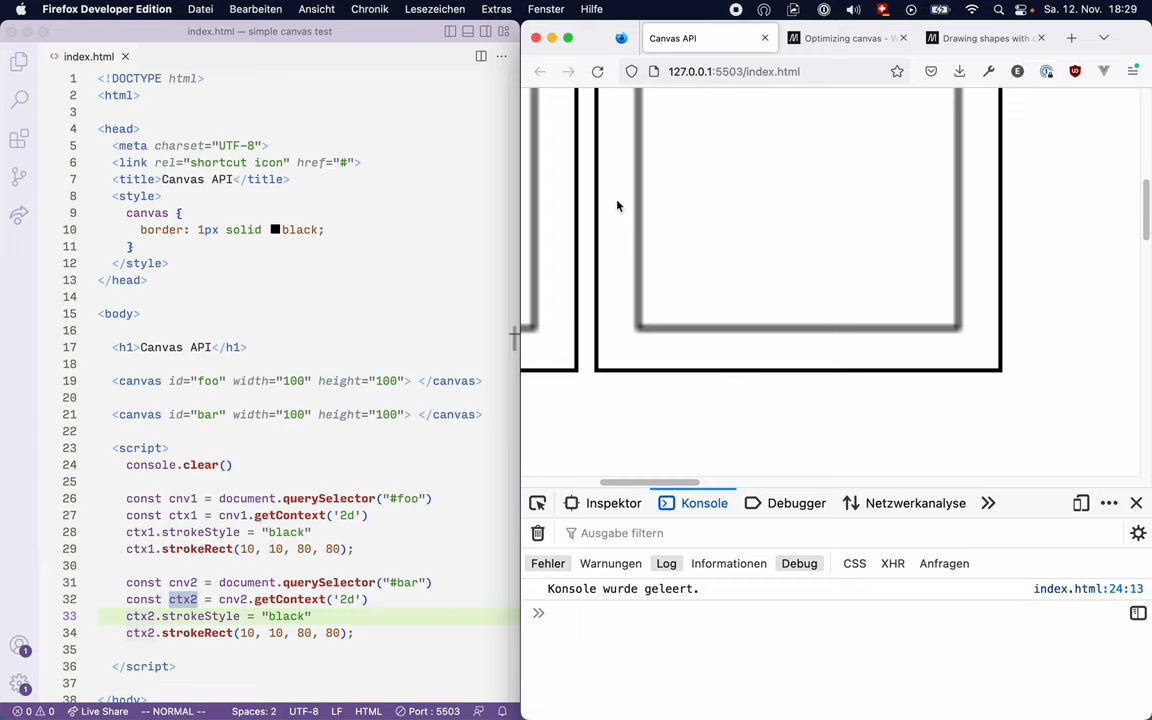 Firefox Developer Edition Datei Bearbeiten Ansicht Chronik Lesezeichen Extras Fenster Hilfe Sa. 12. Nov. 18:29
index.html — simple canvas test
index.html
1 <!DOCTYPE html>
2 <html>
3
4 <head>
5 <meta charset="UTF-8">
6 <link rel="shortcut icon" href="#">
7 <title>Canvas API</title>
8 <style>
9 canvas {
10 border: 1px solid black;
11 }
12 </style>
13 </head>
14
15 <body>
16
17 <h1>Canvas API</h1>
18
19 <canvas id="foo" width="100" height="100"> </canvas>
20
21 <canvas id="bar" width="100" height="100"> </canvas>
22
23 <script>
24 console.clear()
25
26 const cnv1 = document.querySelector("#foo")
27 const ctx1 = cnv1.getContext('2d')
28 ctx1.strokeStyle = "black"
29 ctx1.strokeRect(10, 10, 80, 80);
30
31 const cnv2 = document.querySelector("#bar")
32 const ctx2 = cnv2.getContext('2d')
33 ctx2.strokeStyle = "black"
34 ctx2.strokeRect(10, 10, 80, 80);
35
36 </script>
37
38 </body>
1
1
0 0 Live Share -- NORMAL -- Spaces: 2 UTF-8 LF HTML Port : 5503
Canvas API Optimizing canvas - W Drawing shapes with c
127.0.0.1:5503/index.html
E
Inspektor Konsole Debugger Netzwerkanalyse
Ausgabe filtern
Fehler Warnungen Log Informationen Debug CSS XHR Anfragen
Konsole wurde geleert. index.html:24:13